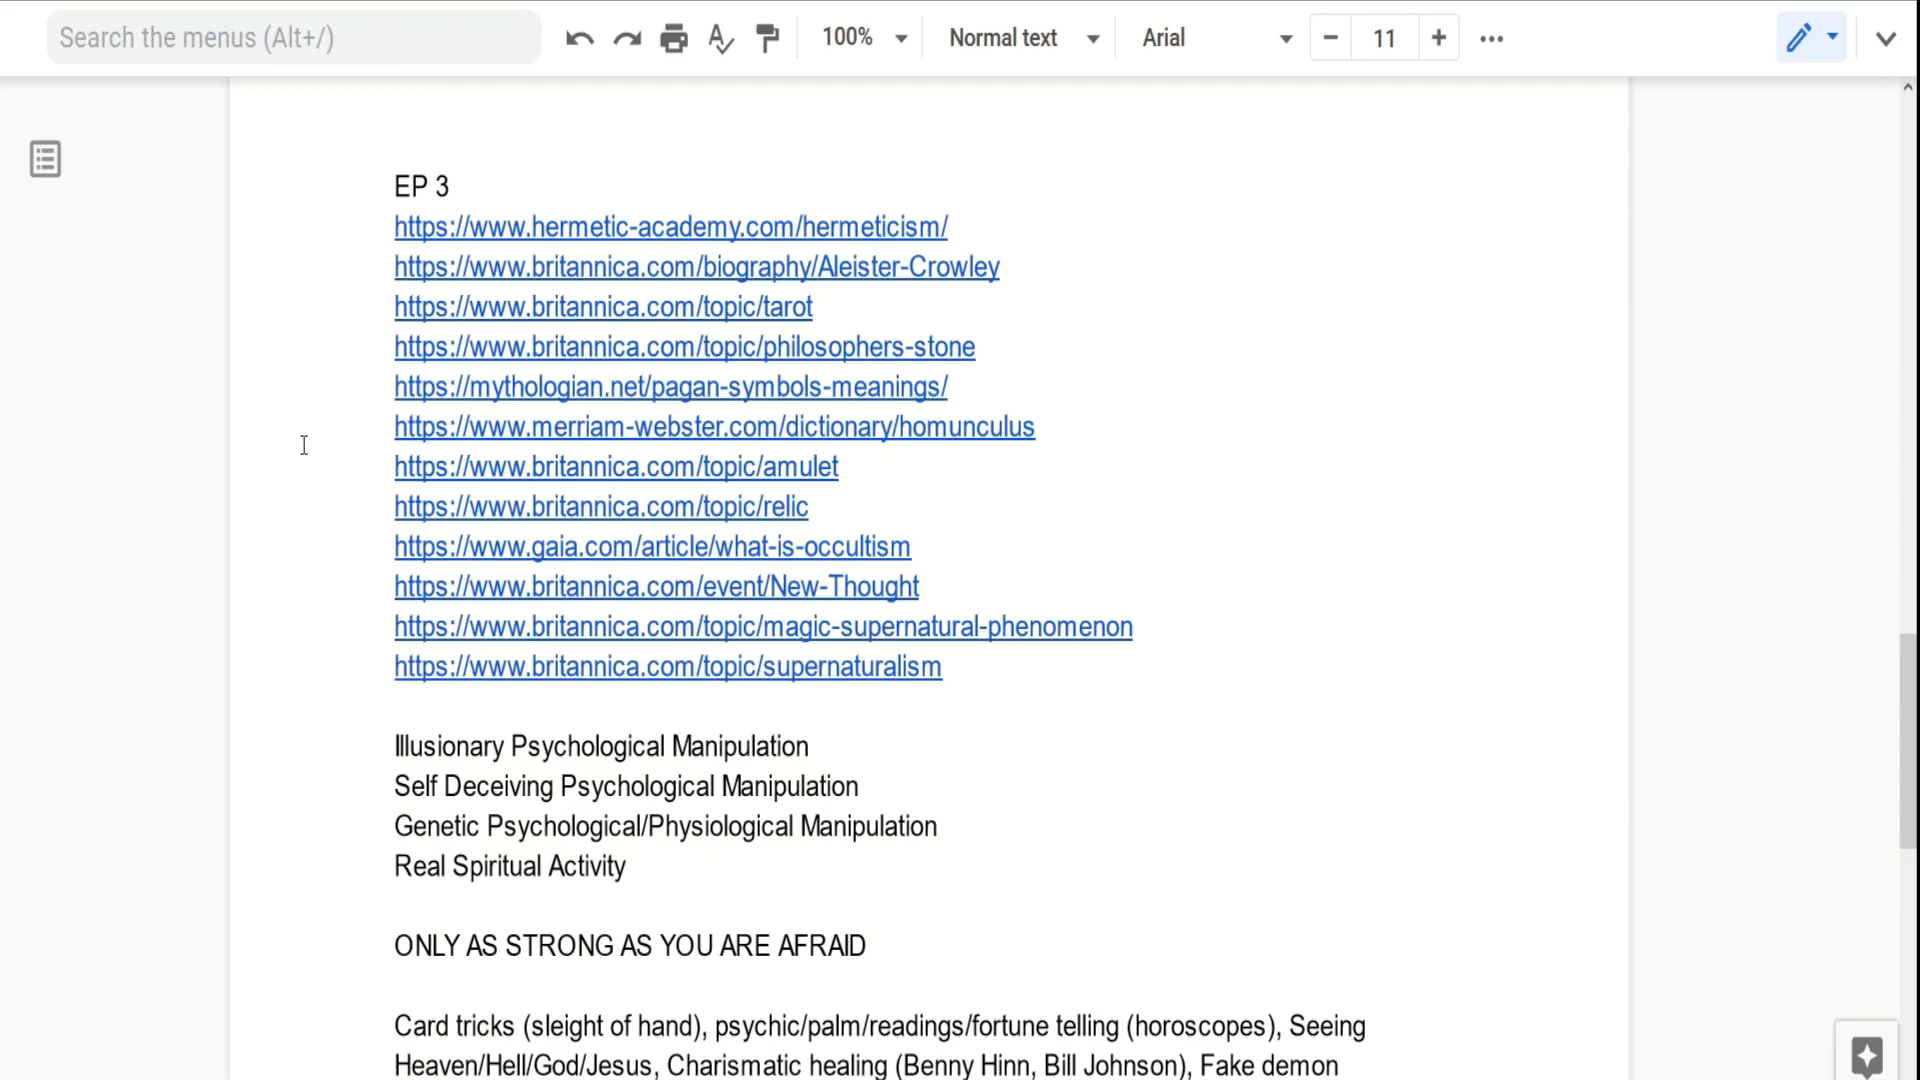 Search the menus (Alt+/)
100%
Normal text
Arial
11
EP 3
https://www.hermetic-academy.com/hermeticism/
https://www.britannica.com/biography/Aleister-Crowley
https://www.britannica.com/topic/tarot
https://www.britannica.com/topic/philosophers-stone
https://mythologian.net/pagan-symbols-meanings/
https://www.merriam-webster.com/dictionary/homunculus
https://www.britannica.com/topic/amulet
https://www.britannica.com/topic/relic
https://www.gaia.com/article/what-is-occultism
https://www.britannica.com/event/New-Thought
https://www.britannica.com/topic/magic-supernatural-phenomenon
https://www.britannica.com/topic/supernaturalism
Illusionary Psychological Manipulation
Self Deceiving Psychological Manipulation
Genetic Psychological/Physiological Manipulation
Real Spiritual Activity
ONLY AS STRONG AS YOU ARE AFRAID
Card tricks (sleight of hand), psychic/palm/readings/fortune telling (horoscopes), Seeing
Heaven/Hell/God/Jesus, Charismatic healing (Benny Hinn, Bill Johnson), Fake demon